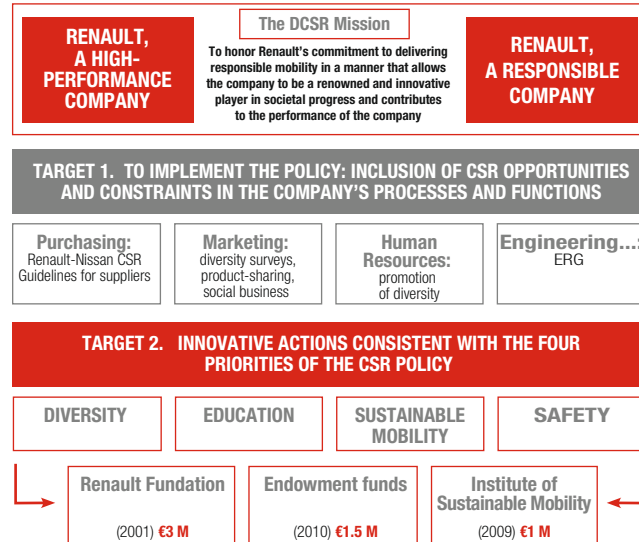 RENAULT,
A HIGH-
PERFORMANCE
COMPANY
The DCSR Mission
To honor Renault's commitment to delivering
responsible mobility in a manner that allows
the company to be a renowned and innovative
player in societal progress and contributes
to the performance of the company
RENAULT,
A RESPONSIBLE
COMPANY
TARGET 1. TO IMPLEMENT THE POLICY: INCLUSION OF CSR OPPORTUNITIES
AND CONSTRAINTS IN THE COMPANY'S PROCESSES AND FUNCTIONS
Purchasing:
Renault-Nissan CSR
Guidelines for suppliers
Marketing:
diversity surveys,
product-sharing,
social business
Human
Resources:
promotion
of diversity
Engineering...:
ERG
TARGET 2. INNOVATIVE ACTIONS CONSISTENT WITH THE FOUR
PRIORITIES OF THE CSR POLICY
DIVERSITY
EDUCATION
SUSTAINABLE
MOBILITY
SAFETY
Renault Fundation
(2001) €3 M
Endowment funds
(2010) €1.5 M
Institute of
Sustainable Mobility
(2009) €1 M